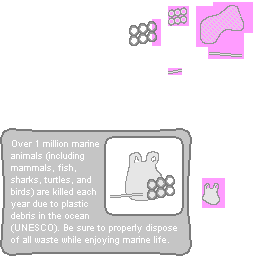 Over 1 million marine
animals (including
mammals, fish,
sharks, turtles, and
birds) are killed each
year due to plastic
debris in the ocean
(UNESCO). Be sure to properly dispose
of all waste while enjoying marine life.